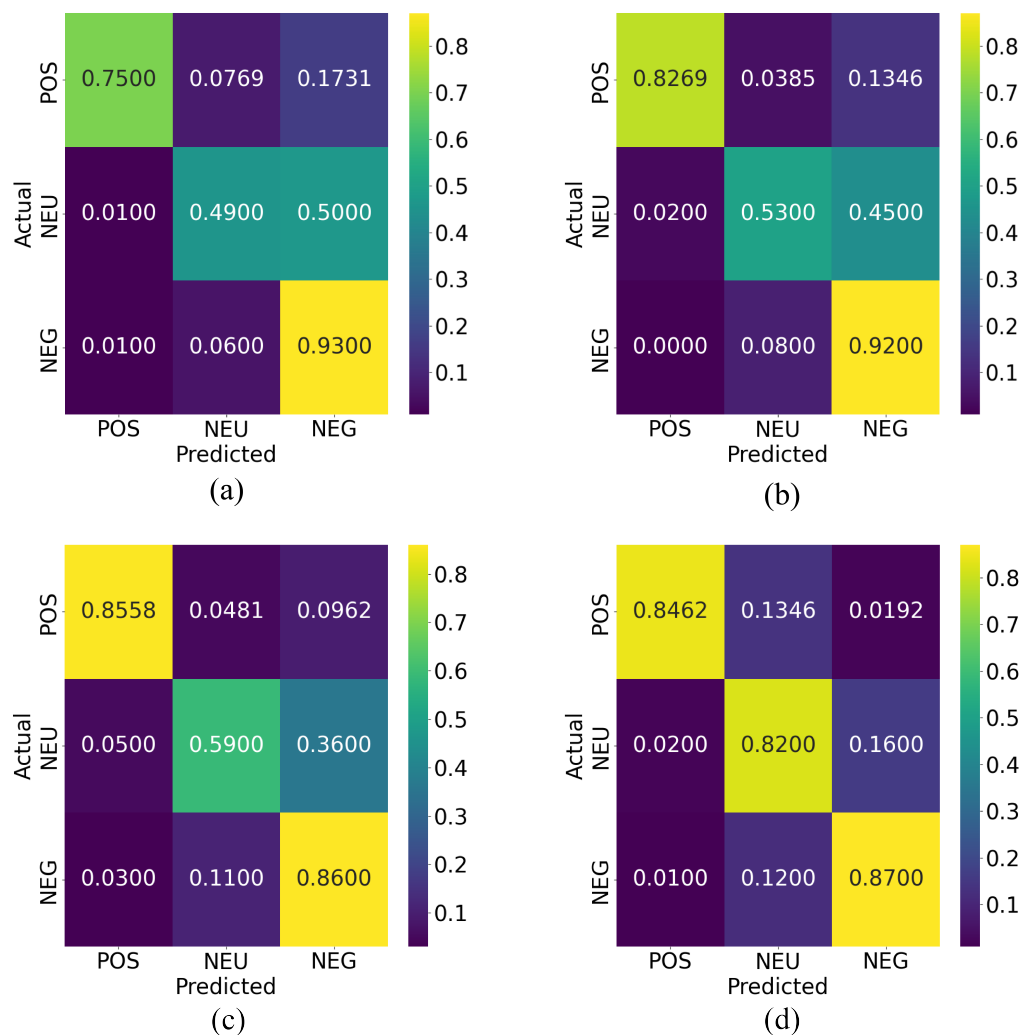 POS 0.7500 0.0769 0.1731
NEU 0.0100 0.4900 0.5000
NEG 0.0100 0.0600 0.9300
Actual
POS NEU NEG
Predicted
0.8
0.7
0.6
0.5
0.4
0.3
0.2
0.1
(a)
POS 0.8269 0.0385 0.1346
NEU 0.0200 0.5300 0.4500
NEG 0.0000 0.0800 0.9200
Actual
POS NEU NEG
Predicted
0.8
0.7
0.6
0.5
0.4
0.3
0.2
0.1
(b)
POS 0.8558 0.0481 0.0962
NEU 0.0500 0.5900 0.3600
NEG 0.0300 0.1100 0.8600
Actual
POS NEU NEG
Predicted
0.8
0.7
0.6
0.5
0.4
0.3
0.2
0.1
(c)
POS 0.8462 0.1346 0.0192
NEU 0.0200 0.8200 0.1600
NEG 0.0100 0.1200 0.8700
Actual
POS NEU NEG
Predicted
0.8
0.7
0.6
0.5
0.4
0.3
0.2
0.1
(d)